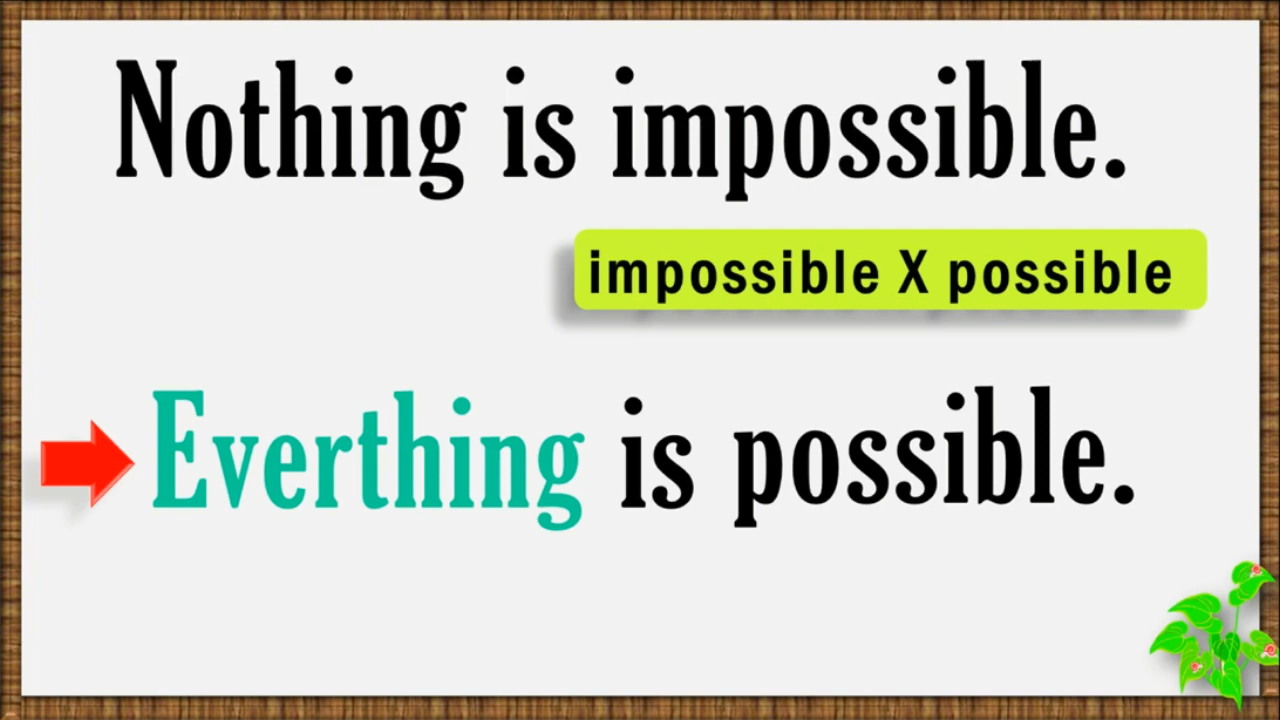 Nothing is impossible.
impossible X possible
Everthing is possible.